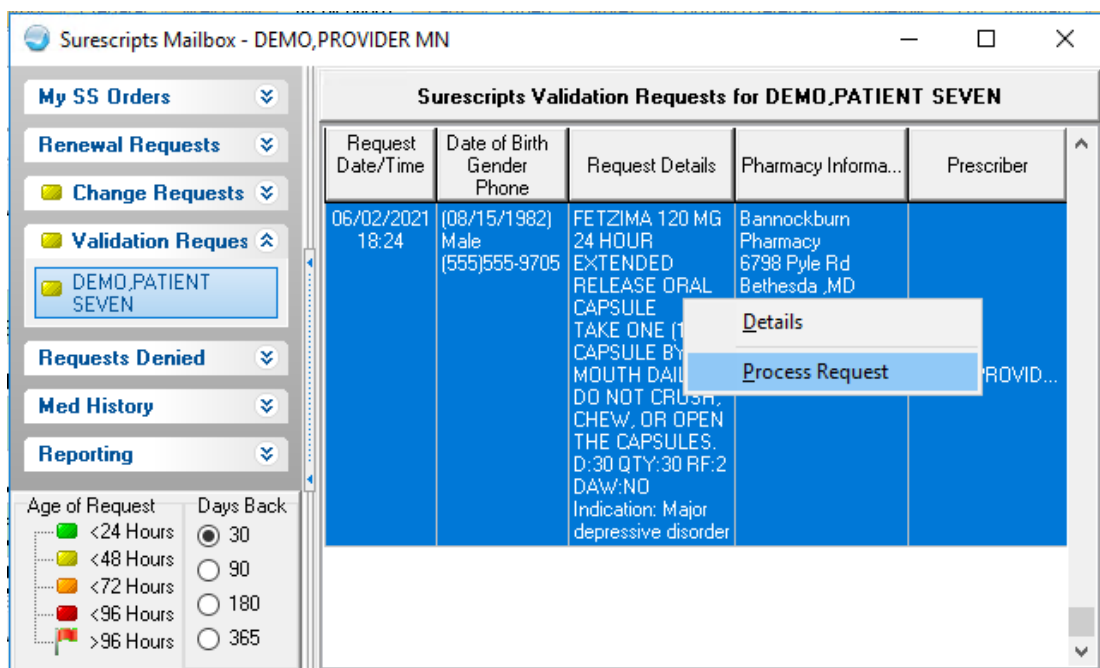 Surescripts Mailbox - DEMO,PROVIDER MN
My SS Orders
Renewal Requests
Change Requests
Validation Reques
DEMO,PATIENT
SEVEN
Requests Denied
Med History
Reporting
Age of Request
<24 Hours
<48 Hours
<72 Hours
<96 Hours
>96 Hours
Days Back
30
90
180
365
Surescripts Validation Requests for DEMO,PATIENT SEVEN
Request
Date/Time
Date of Birth
Gender
Phone
Request Details
Pharmacy Informa...
Prescriber
06/02/2021
18:24
(08/15/1982)
Male
(555)555-9705
FETZIMA 120 MG
24 HOUR
EXTENDED
RELEASE ORAL
CAPSULE
TAKE ONE (1
CAPSULE BY
MOUTH DAIL
DO NOT CRUSH,
CHEW, OR OPEN
THE CAPSULES.
D:30 QTY:30 RF:2
DAW:NO
Indication: Major
depressive disorder
Bannockburn
Pharmacy
6798 Pyle Rd
Bethesda ,MD
PROVID...
Details
Process Request